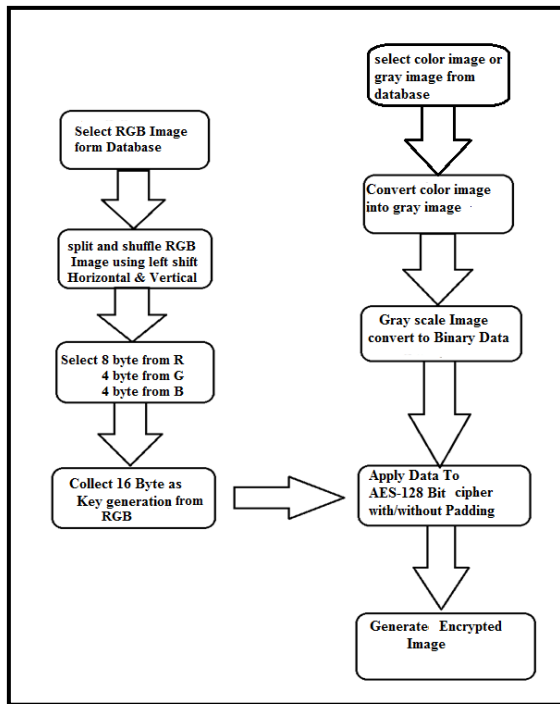 Select RGB Image
form Database
split and shuffle RGB
Image using left shift
Horizontal & Vertical
Select 8 byte from R
4 byte from G
4 byte from B
Collect 16 Byte as
Key generation from
RGB
select color image or
gray image from
database
Convert color image
into gray image
Gray scale Image
convert to Binary Data
Apply Data To
AES-128 Bit cipher
with/without Padding
Generate Encrypted
Image